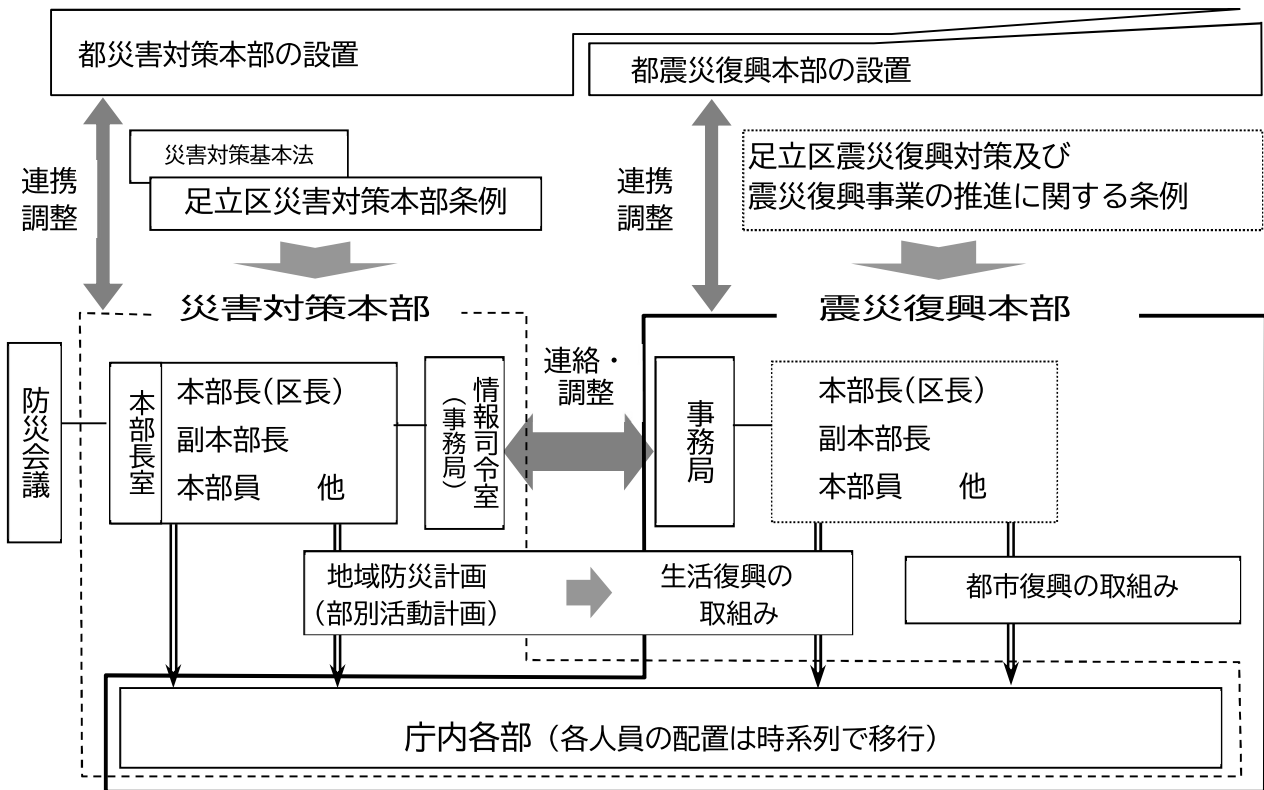 都災害対策本部の設置
都震災復興本部の設置
連携
調整
災害対策基本法
足立区災害対策本部条例
連携
調整
足立区震災復興対策及び
震災復興事業の推進に関する条例
災害対策本部
震災復興本部
防災会議
本部長室
本部長（区長）
副本部長
本部員　　他
情報司令室
（事務局）
連絡・
調整
事務局
本部長（区長）
副本部長
本部員　　他
地域防災計画
（部別活動計画）
生活復興の
取組み
都市復興の取組み
庁内各部（各人員の配置は時系列で移行）